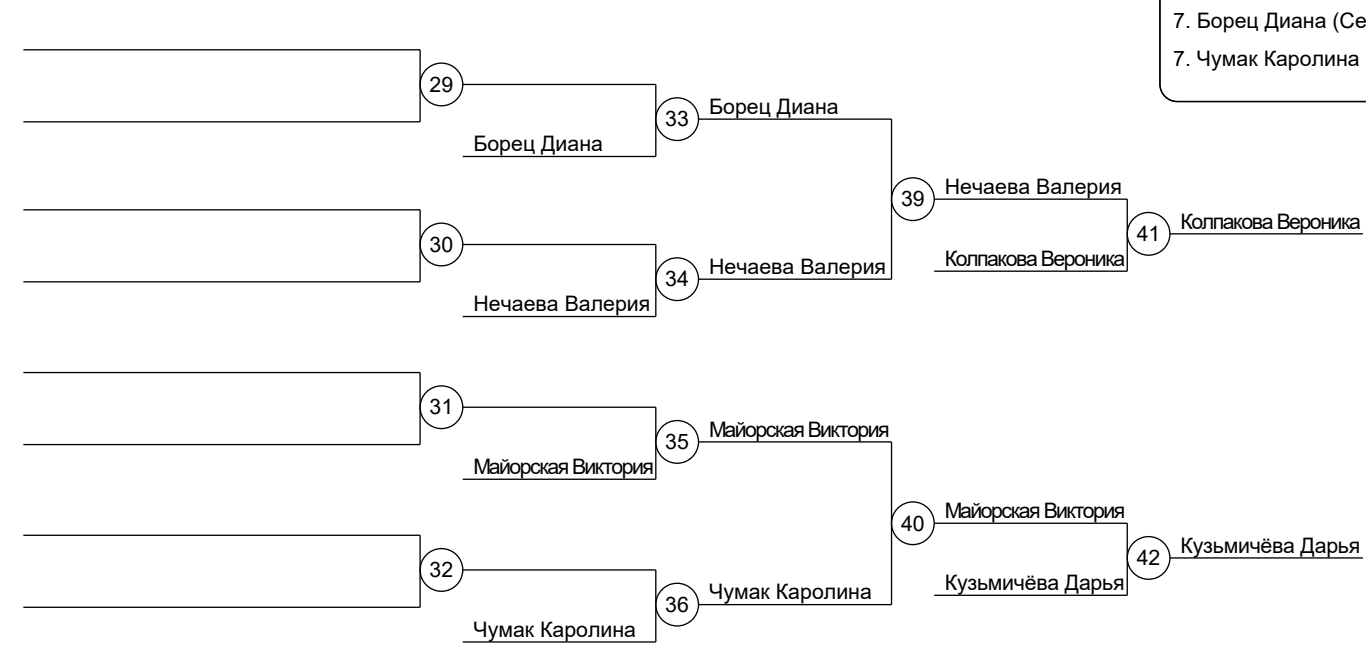 7. Борец Диана (Се
7. Чумак Каролина
29
33 Борец Диана
Борец Диана
39 Нечаева Валерия
41 Колпакова Вероника
30
Колпакова Вероника
34 Нечаева Валерия
Нечаева Валерия
31
35 Майорская Виктория
Майорская Виктория
40 Майорская Виктория
42 Кузьмичёва Дарья
32
Кузьмичёва Дарья
36 Чумак Каролина
Чумак Каролина